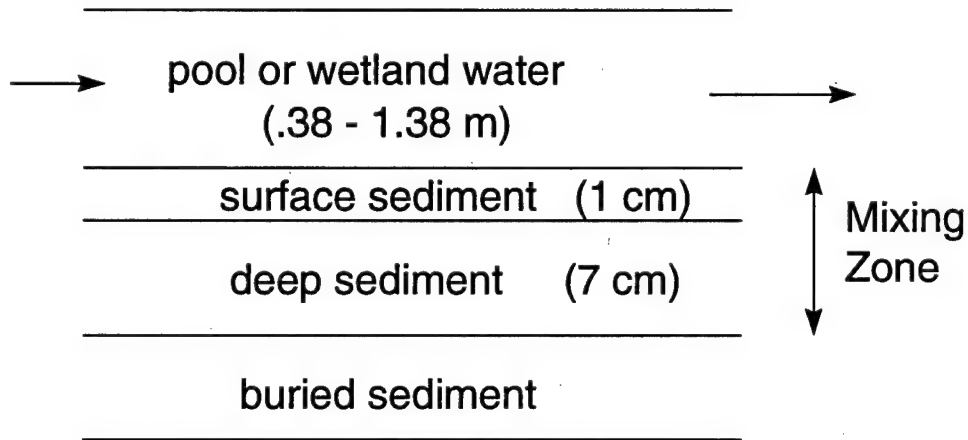 pool or wetland water
(.38 - 1.38 m)
surface sediment (1 cm)
Mixing
Zone
deep sediment (7 cm)
buried sediment